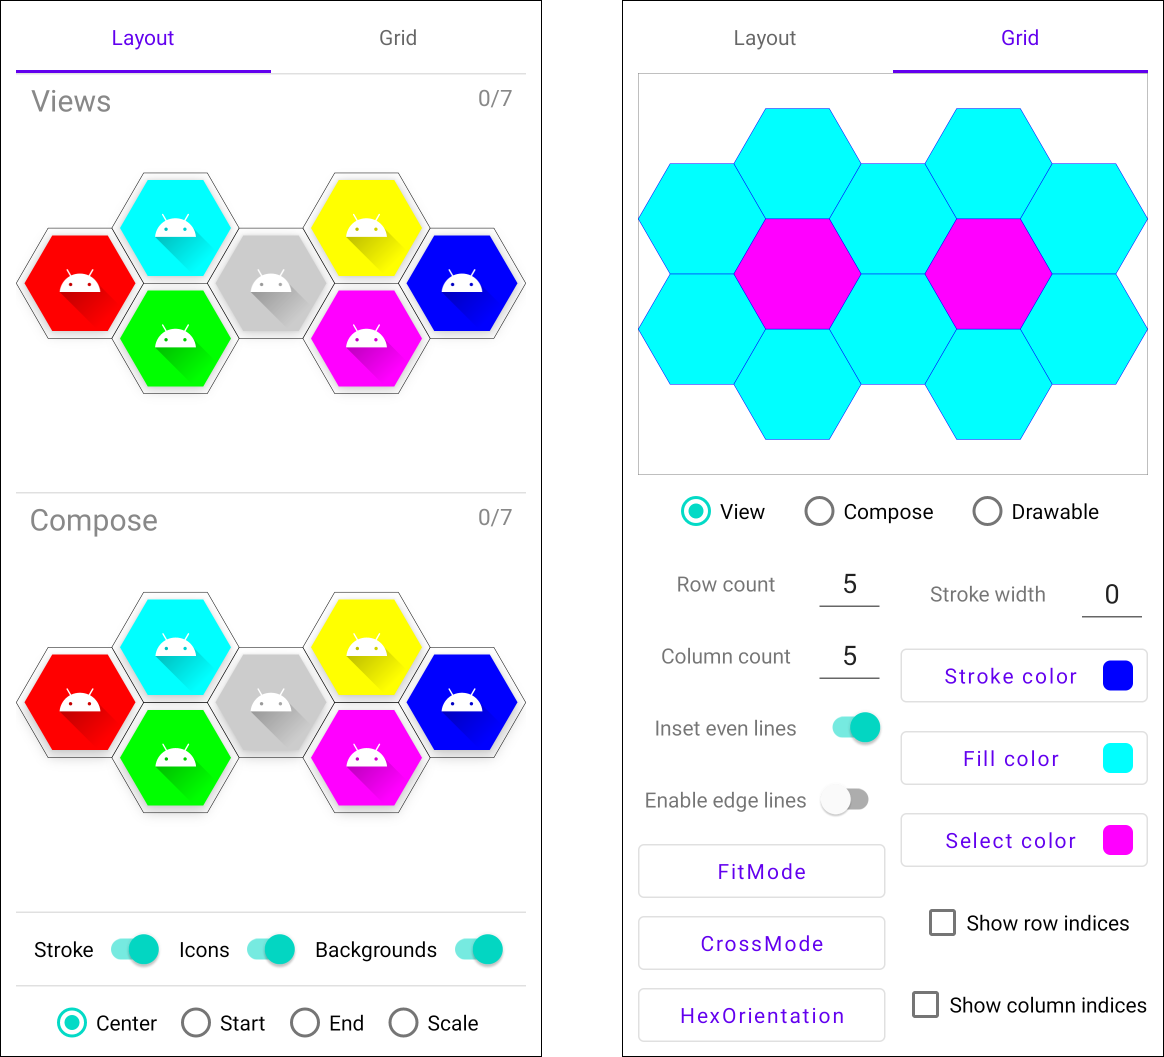 Layout Grid
Views 0/7
Compose 0/7
Stroke Icons Backgrounds
Center Start End Scale
Layout Grid
View Compose Drawable
Row count 5
Column count 5
Inset even lines
Enable edge lines
FitMode
CrossMode
HexOrientation
Stroke width 0
Stroke color
Fill color
Select color
Show row indices
Show column indices